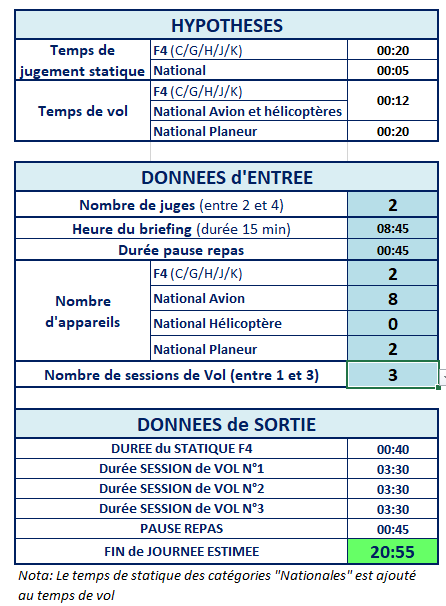 HYPOTHESES
Temps de jugement statique
F4 (C/G/H/J/K) 00:20
National 00:05
Temps de vol
F4 (C/G/H/J/K)
National Avion et hélicoptères
00:12
National Planeur 00:20
DONNEES d'ENTREE
Nombre de juges (entre 2 et 4) 2
Heure du briefing (durée 15 min) 08:45
Durée pause repas 00:45
Nombre d'appareils
F4 (C/G/H/J/K) 2
National Avion 8
National Hélicoptère 0
National Planeur 2
Nombre de sessions de Vol (entre 1 et 3) 3
DONNEES de SORTIE
DUREE du STATIQUE F4 00:40
Durée SESSION de VOL N°1 03:30
Durée SESSION de VOL N°2 03:30
Durée SESSION de VOL N°3 03:30
PAUSE REPAS 00:45
FIN de JOURNEE ESTIMEE 20:55
Nota: Le temps de statique des catégories "Nationales" est ajouté
au temps de vol